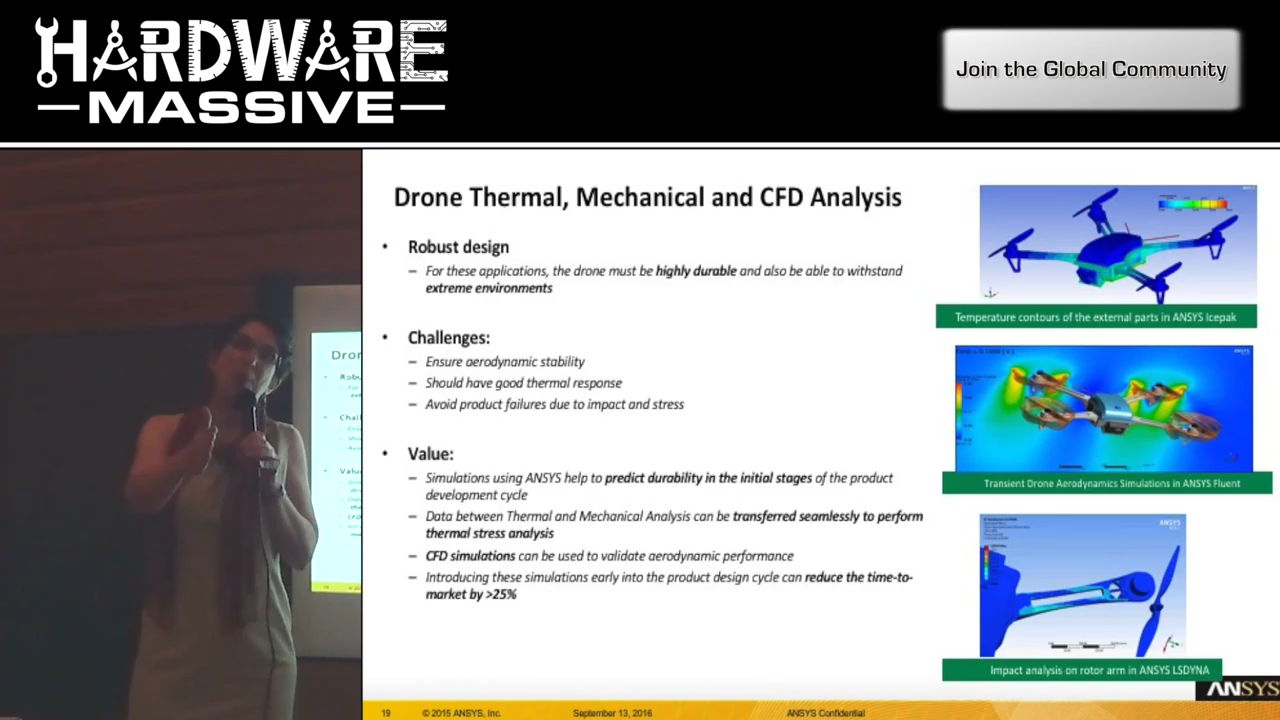 HARDWARE
MASSIVE
Join the Global Community
Drone Thermal, Mechanical and CFD Analysis
• Robust design
– For these applications, the drone must be highly durable and also be able to withstand
extreme environments
• Challenges:
– Ensure aerodynamic stability
– Should have good thermal response
– Avoid product failures due to impact and stress
• Value:
– Simulations using ANSYS help to predict durability in the initial stages of the product
development cycle
– Data between Thermal and Mechanical Analysis can be transferred seamlessly to perform
thermal stress analysis
– CFD simulations can be used to validate aerodynamic performance
– Introducing these simulations early into the product design cycle can reduce the time-to-
market by >25%
Temperature contours of the external parts in ANSYS Icepak
ANSYS
Transient Drone Aerodynamics Simulations in ANSYS Fluent
ANSYS
Impact analysis on rotor arm in ANSYS LSDYNA
ANSYS
19 © 2015 ANSYS, Inc. September 13, 2016 ANSYS Confidential
Dron
Chall
Value